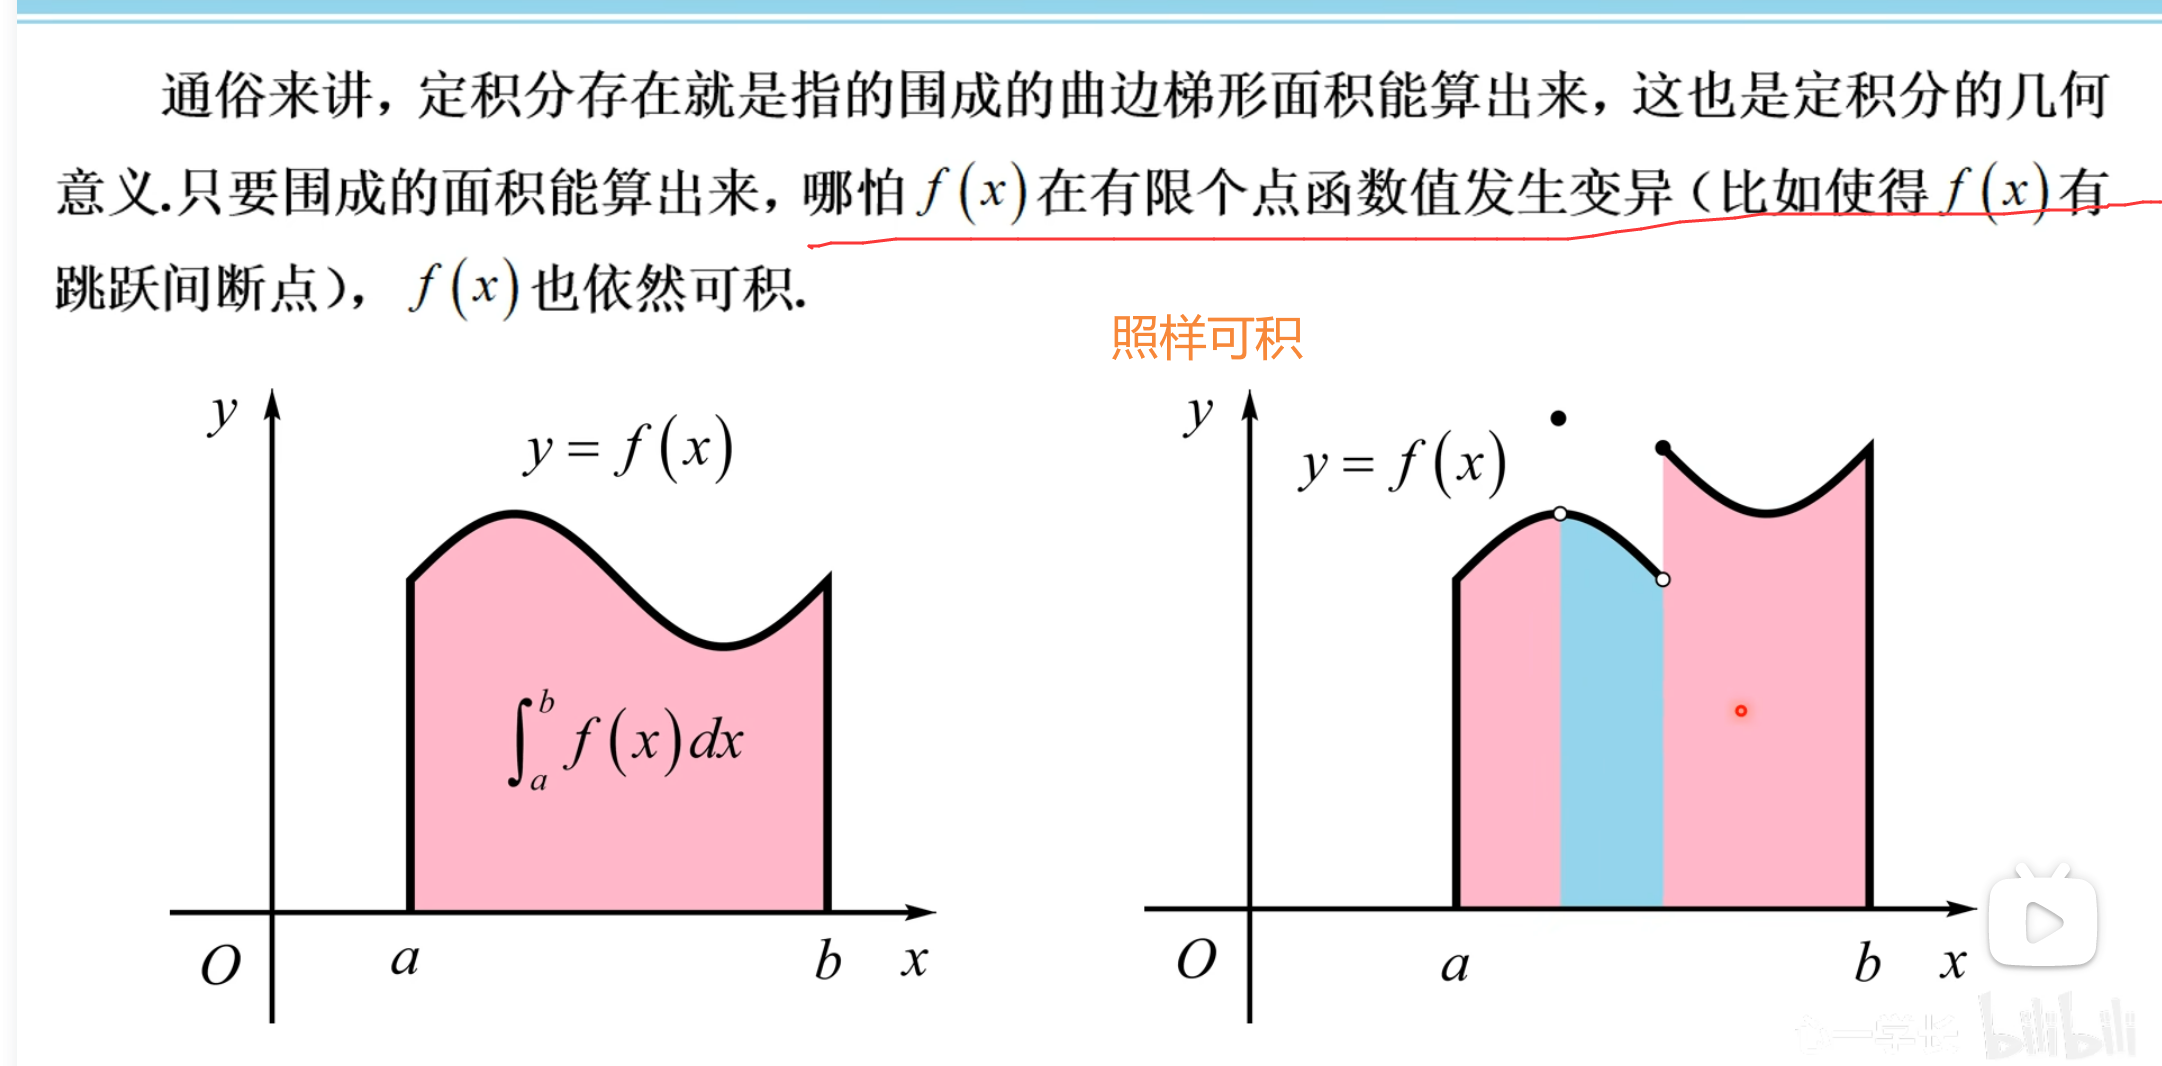 通俗来讲，定积分存在就是指的围成的曲边梯形面积能算出来，这也是定积分的几何
意义.只要围成的面积能算出来，哪怕 f(x)在有限个点函数值发生变异（比如使得 f(x)有
跳跃间断点）， f(x)也依然可积.
照样可积
y
y = f(x)
∫_a^b f(x)dx
O
a
b
x
y
y = f(x)
O
a
b
x
一学长
bilibili